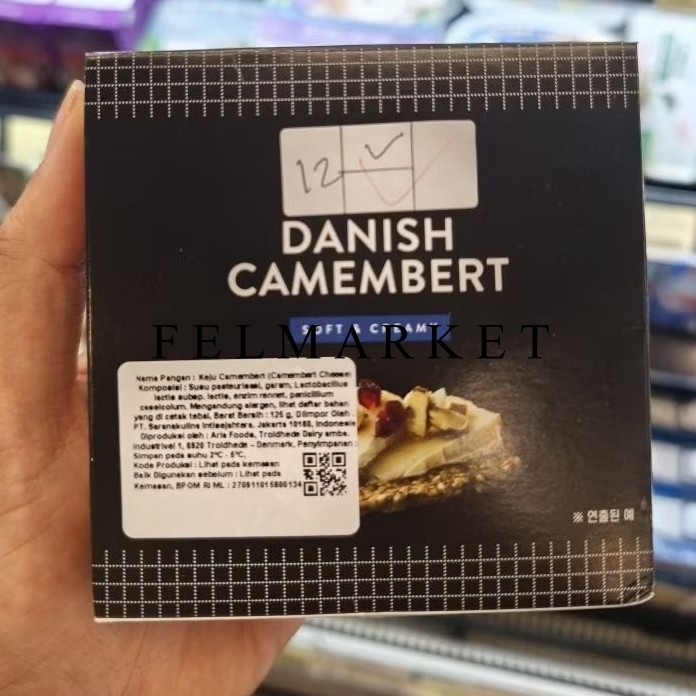 12
DANISH
CAMEMBERT
SOFT & CREAMY
FELMARKET
Nama Pangan : Keju Camembert (Camembert Cheese)
Komposisi : Susu pasteurisasi, garam, Lactobacillus
lactis subsp. lactis, enzim rennet, penicillium
caseicolum. Mengandung alergen, lihat daftar bahan
yang di cetak tebal, Berat Bersih : 125 g, Diimpor Oleh :
PT. Saranakulina Intisejahtera, Jakarta 10150, Indonesia
Diproduksi oleh : Arla Foods, Troldhede Dairy ambe,
Industrivej 1, 6920 Troldhede - Denmark, Penyimpanan :
Simpan pada suhu 2°C - 5°C,
Kode Produksi : Lihat pada kemasan
Baik Digunakan sebelum : Lihat pada
Kemasan, BPOM RI ML :
※ 연출된 예